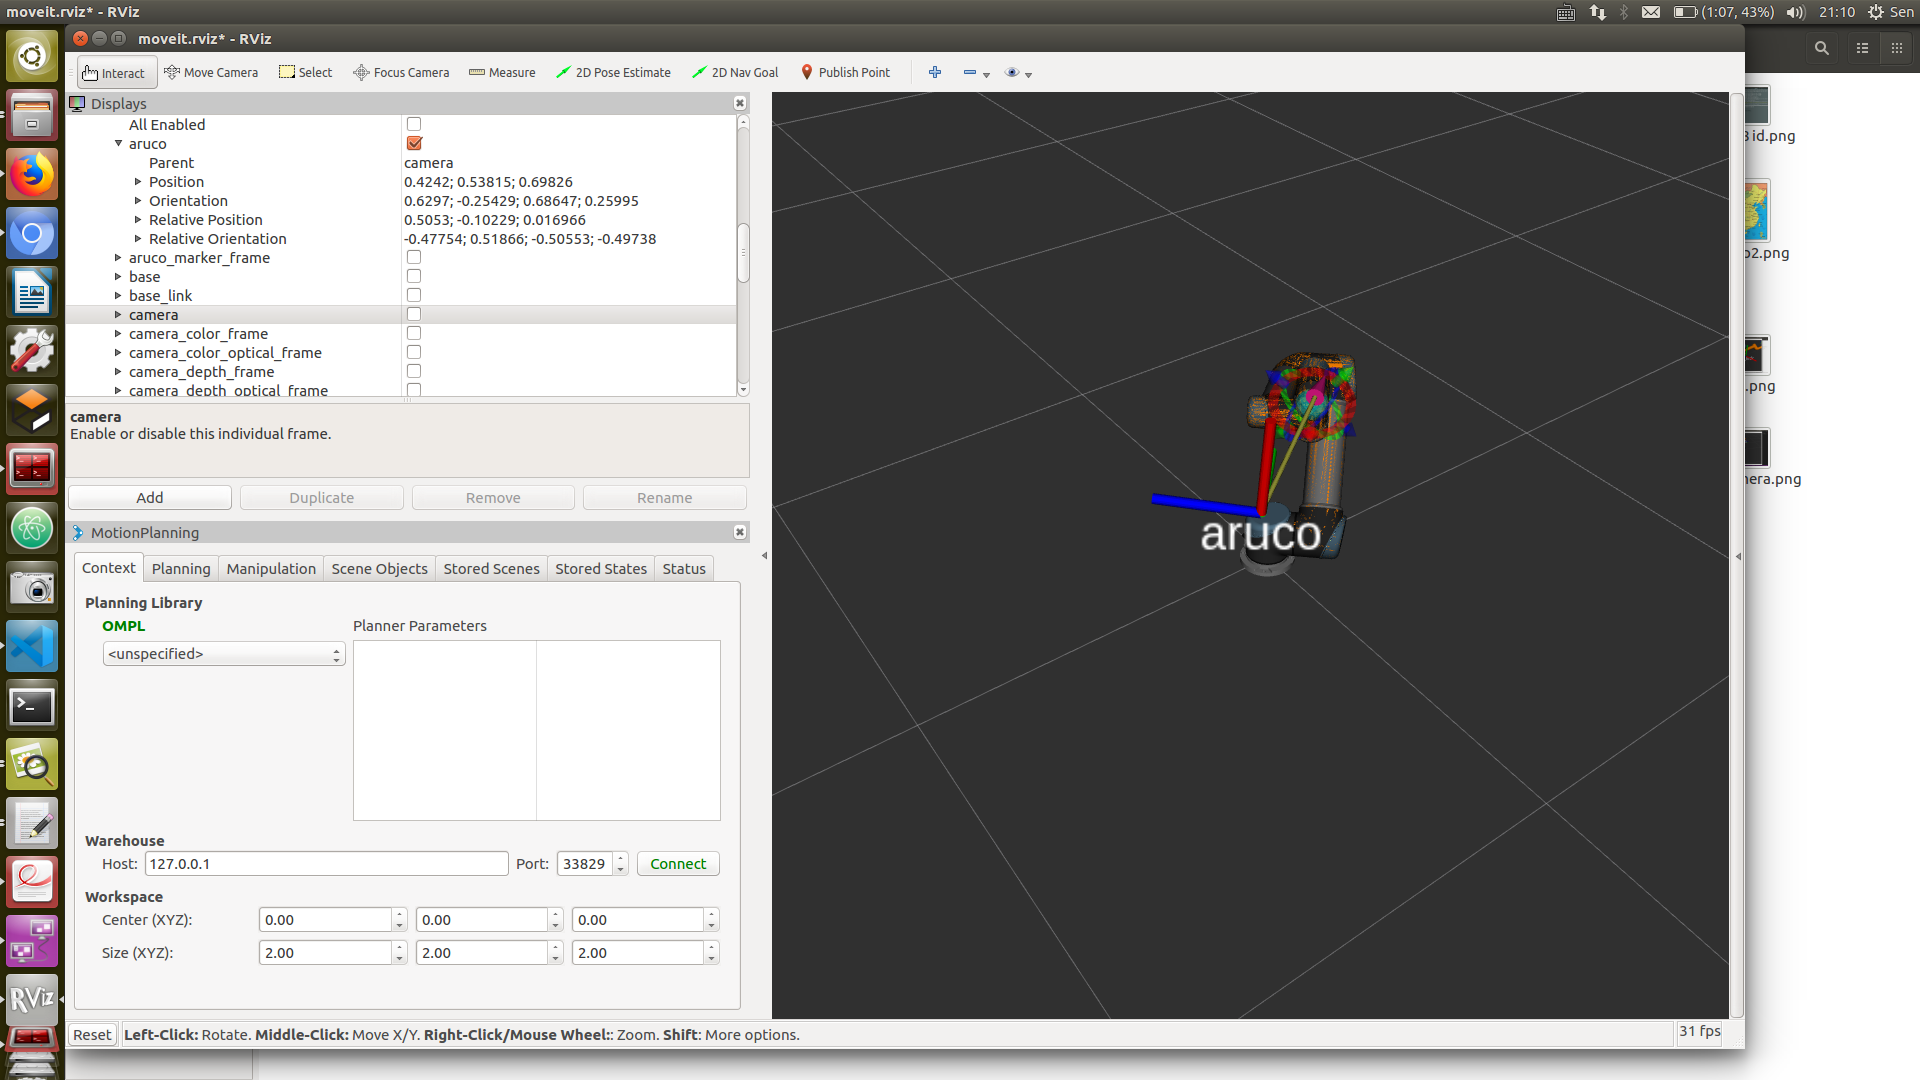 moveit.rviz* - RViz
(1:07, 43%)
21:10
Sen
moveit.rviz* - RViz
Interact
Move Camera
Select
Focus Camera
Measure
2D Pose Estimate
2D Nav Goal
Publish Point
Displays
All Enabled
aruco
Parent camera
Position 0.4242; 0.53815; 0.69826
Orientation 0.6297; -0.25429; 0.68647; 0.25995
Relative Position 0.5053; -0.10229; 0.016966
Relative Orientation -0.47754; 0.51866; -0.50553; -0.49738
aruco_marker_frame
base
base_link
camera
camera_color_frame
camera_color_optical_frame
camera_depth_frame
camera_depth_optical_frame
camera
Enable or disable this individual frame.
Add Duplicate Remove Rename
MotionPlanning
Context Planning Manipulation Scene Objects Stored Scenes Stored States Status
Planning Library
OMPL
Planner Parameters
<unspecified>
Warehouse
Host: 127.0.0.1 Port: 33829 Connect
Workspace
Center (XYZ): 0.00 0.00 0.00
Size (XYZ): 2.00 2.00 2.00
Reset
Left-Click: Rotate. Middle-Click: Move X/Y. Right-Click/Mouse Wheel:: Zoom. Shift: More options.
31 fps
aruco
id.png
2.png
.png
era.png
RViz